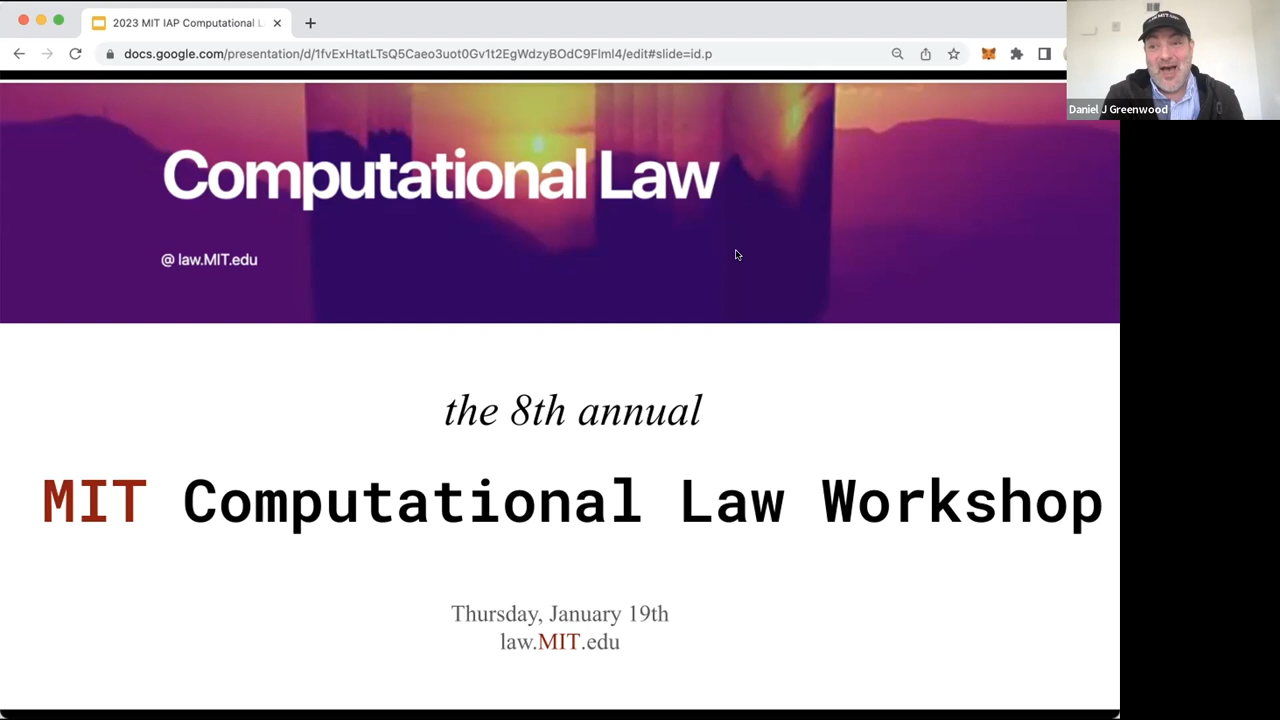 2023 MIT IAP Computational L
docs.google.com/presentation/d/1fvExHtatLTsQ5Caeo3uot0Gv1t2EgWdzyBOdC9Flml4/edit#slide=id.p
Daniel J Greenwood
Computational Law
@ law.MIT.edu
the 8th annual
MIT Computational Law Workshop
Thursday, January 19th
law.MIT.edu